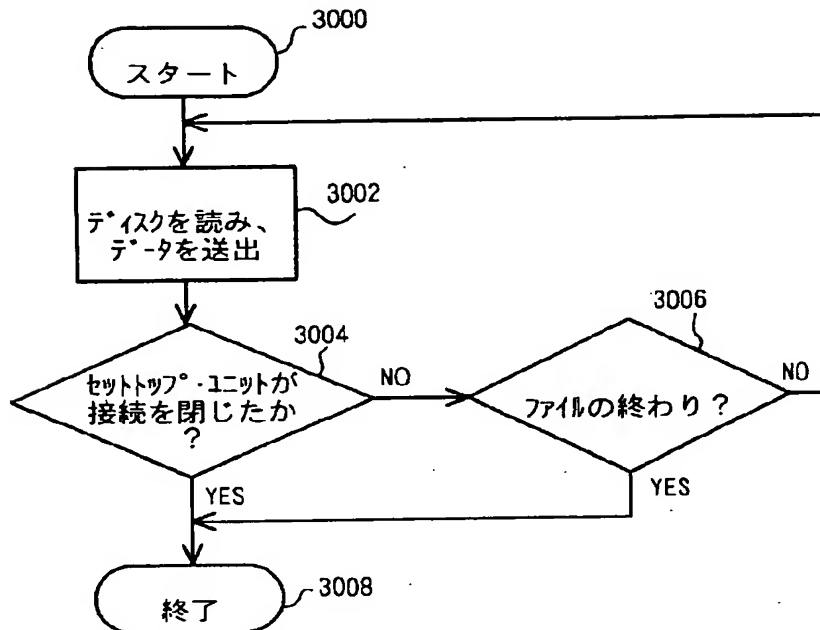 3000
スタート
3002
ディスクを読み、
データを送出
3004
セットトップ・ユニットが
接続を閉じたか
?
NO
3006
ファイルの終わり?
NO
YES
YES
3008
終了